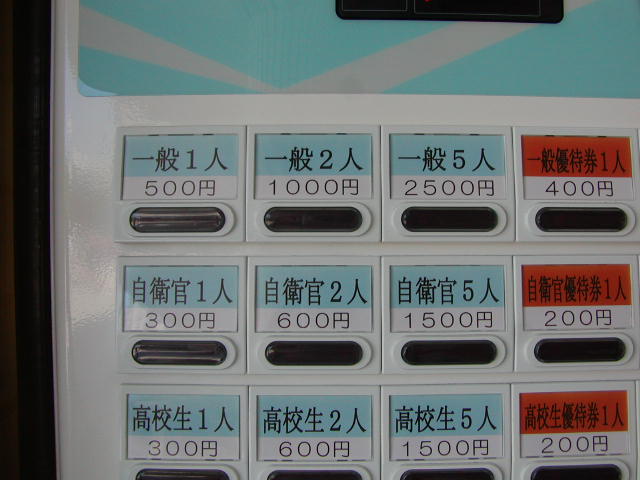 一般1人
500円
一般2人
1000円
一般5人
2500円
一般優待券1人
400円
自衛官1人
300円
自衛官2人
600円
自衛官5人
1500円
自衛官優待券1人
200円
高校生1人
300円
高校生2人
600円
高校生5人
1500円
高校生優待券1人
200円